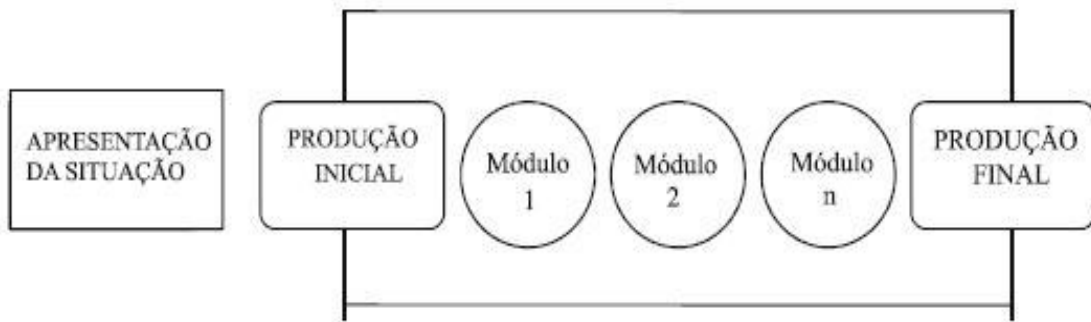 APRESENTAÇÃO
DA SITUAÇÃO
PRODUÇÃO
INICIAL
Módulo
1
Módulo
2
Módulo
n
PRODUÇÃO
FINAL